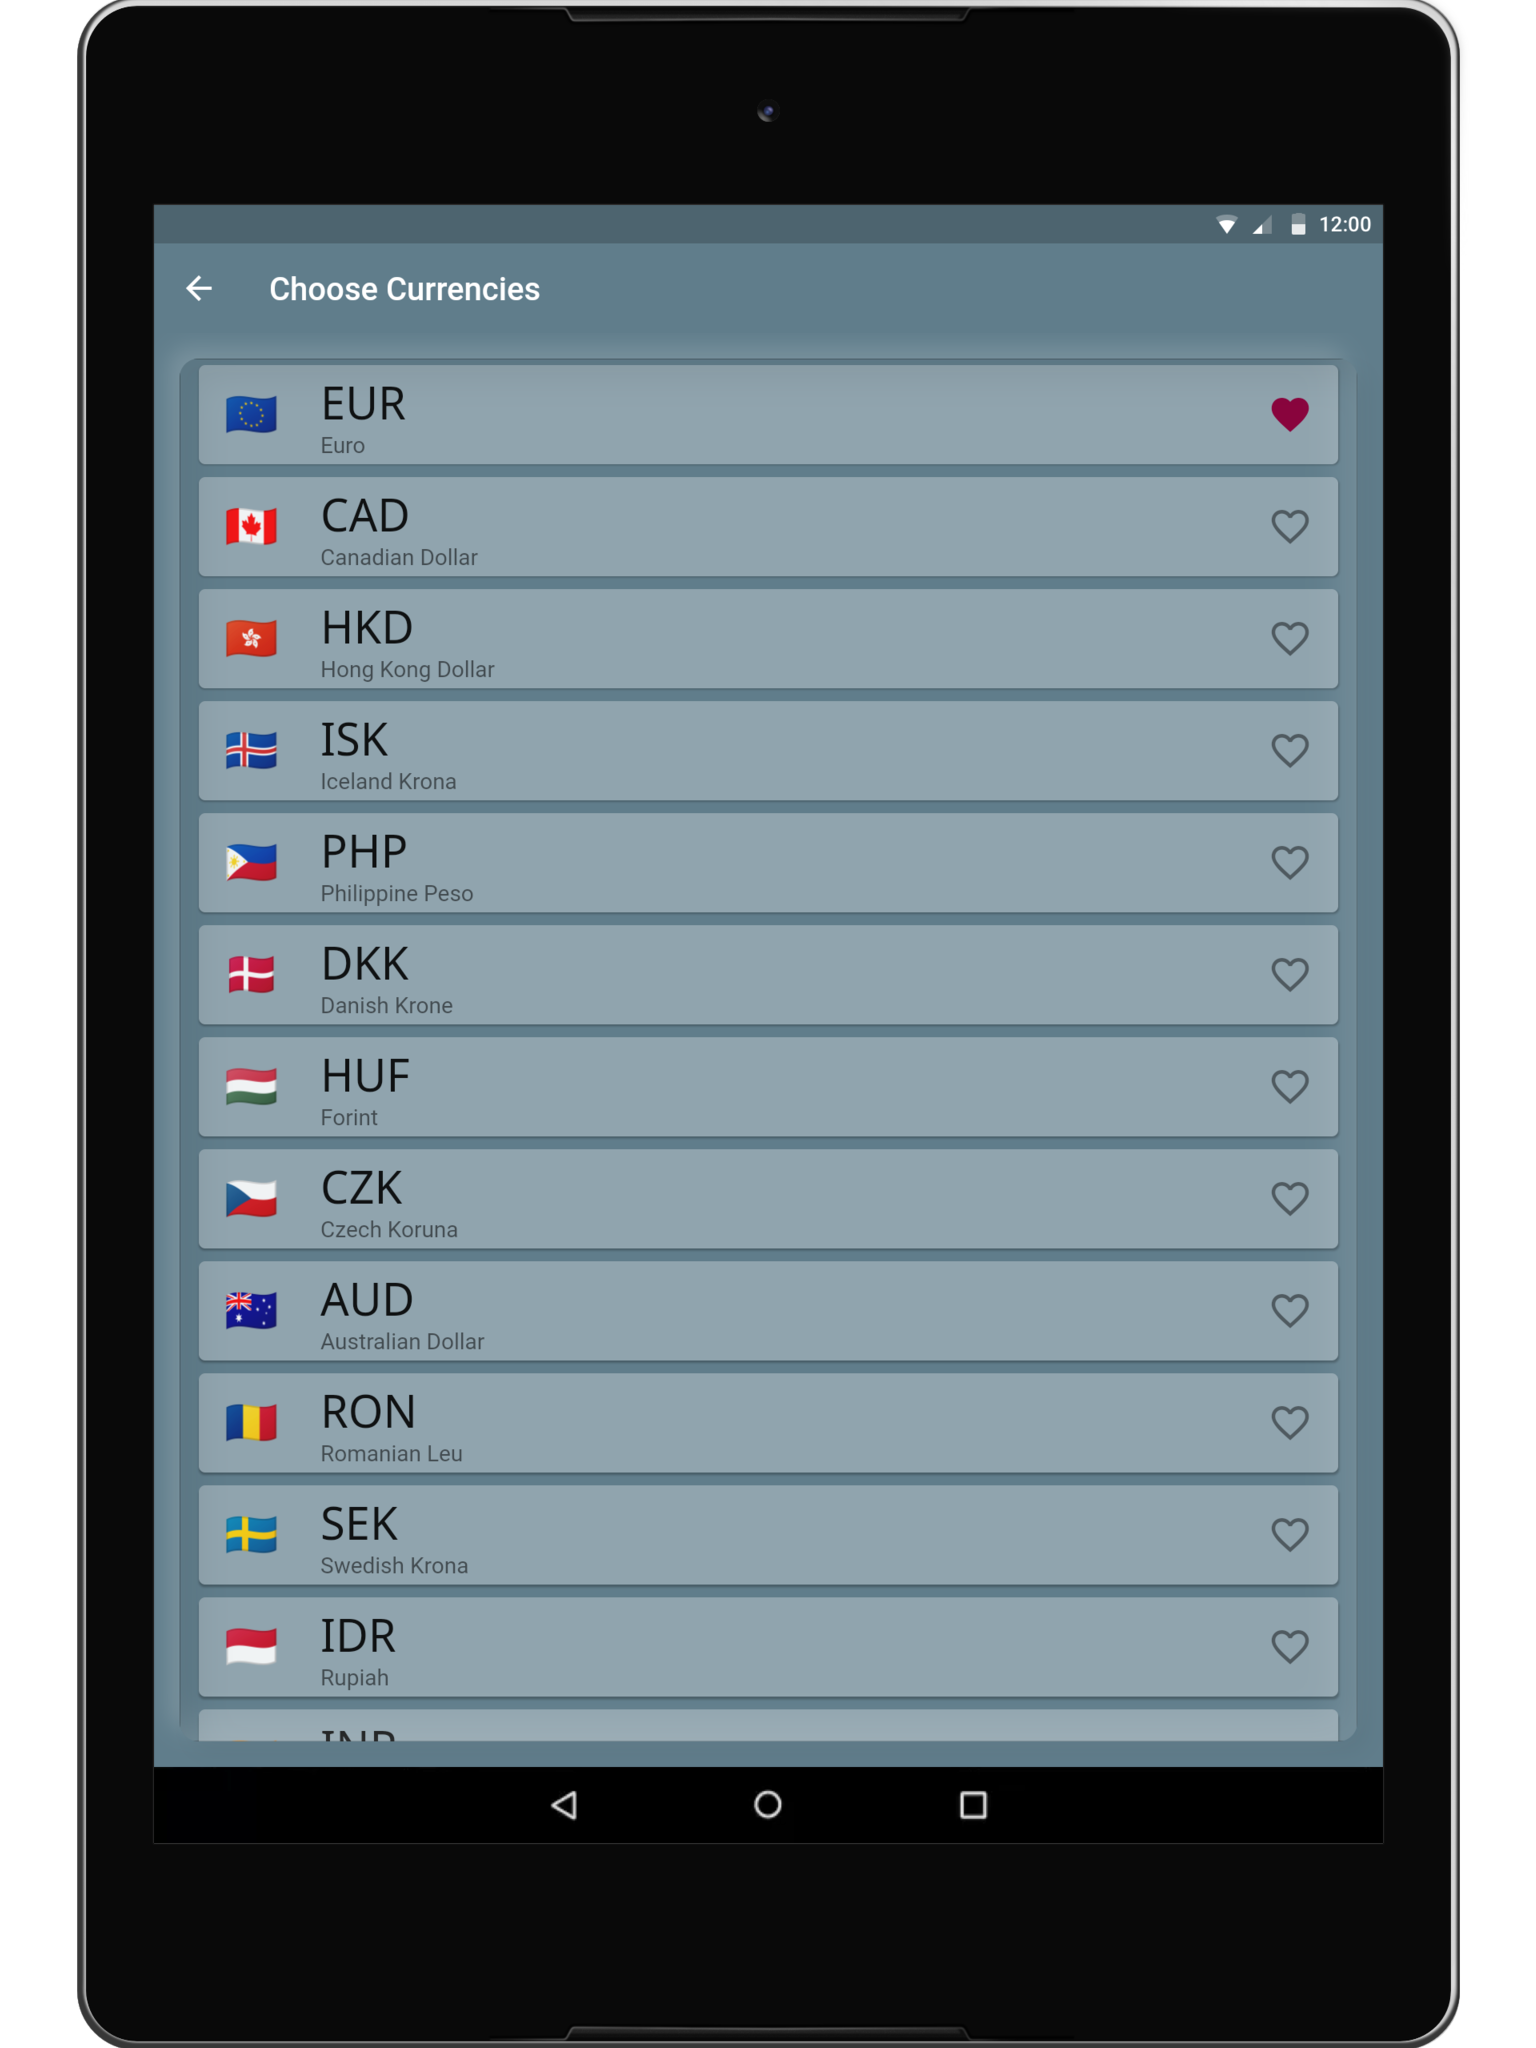 12:00
Choose Currencies
EUR
Euro
CAD
Canadian Dollar
HKD
Hong Kong Dollar
ISK
Iceland Krona
PHP
Philippine Peso
DKK
Danish Krone
HUF
Forint
CZK
Czech Koruna
AUD
Australian Dollar
RON
Romanian Leu
SEK
Swedish Krona
IDR
Rupiah
INR